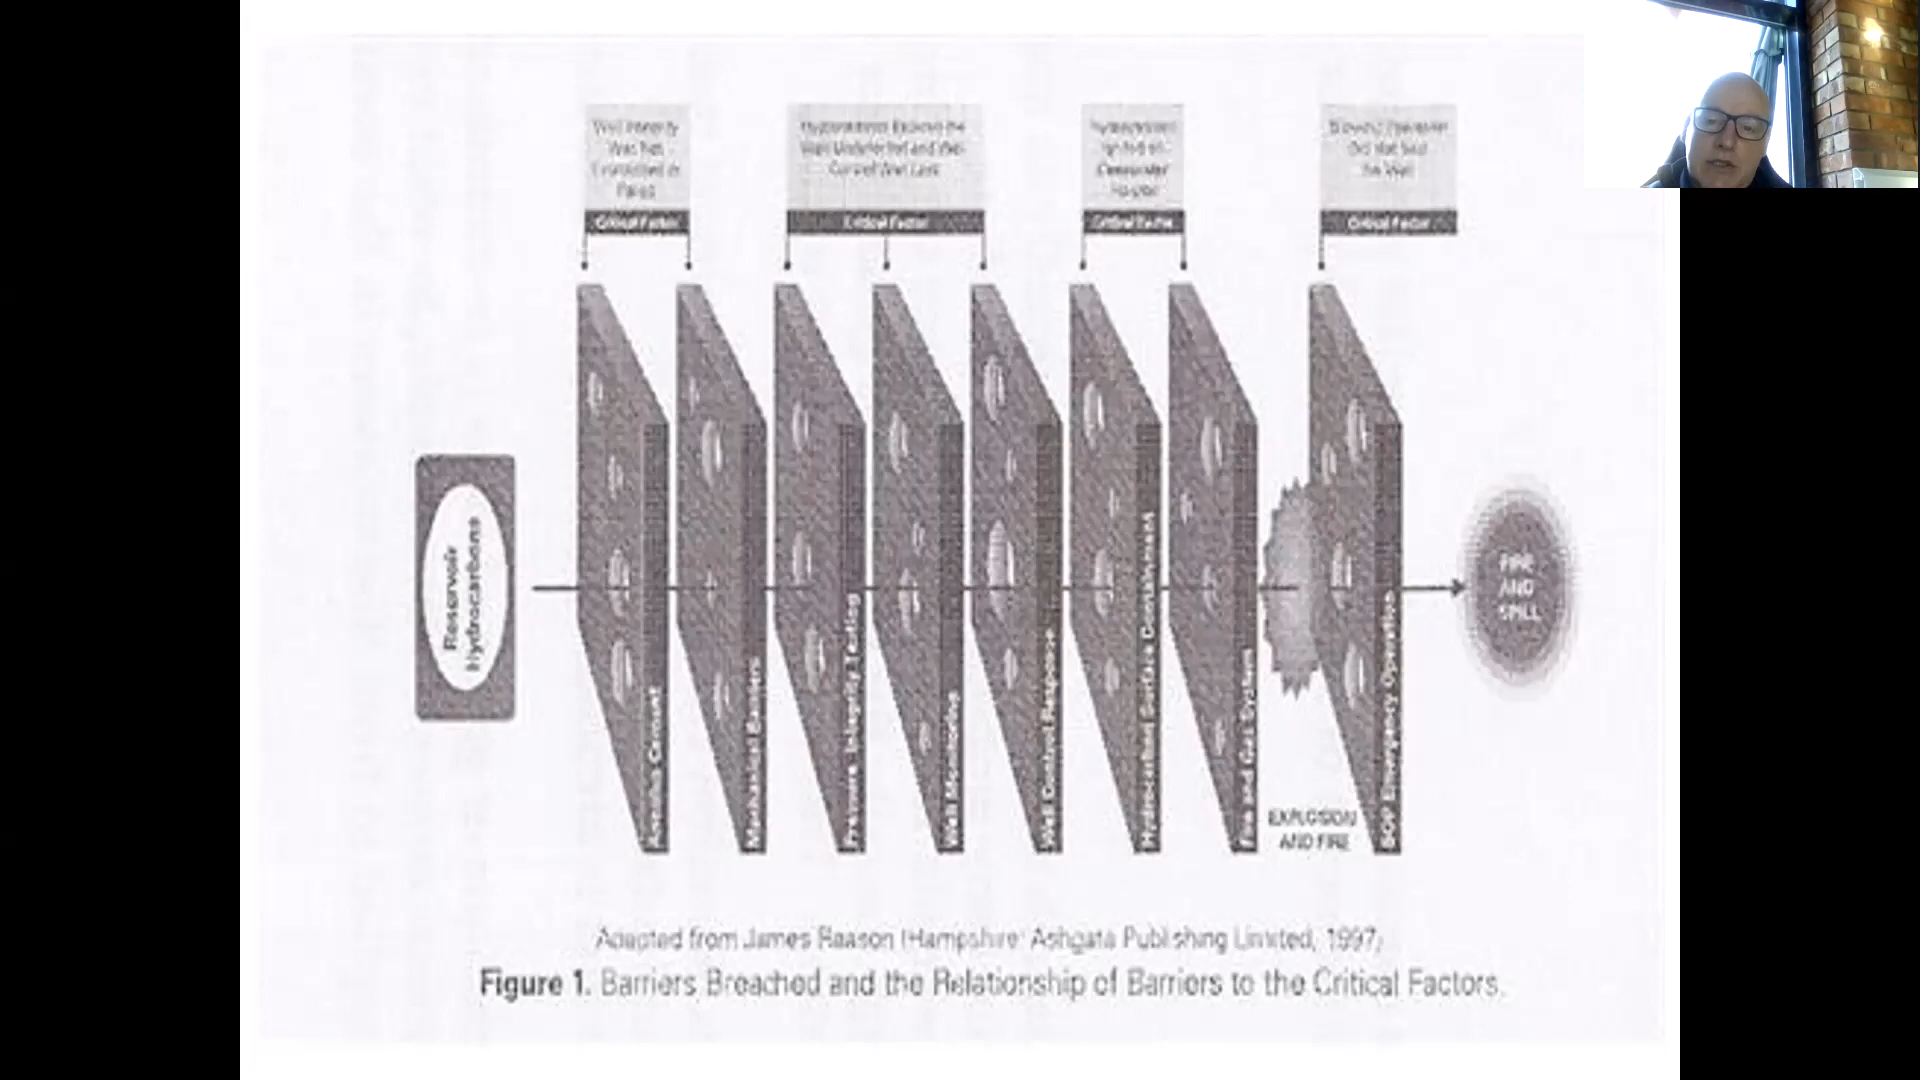 Well Integrity
Was Not
Established or
Failed
Critical Factor
Hydrocarbons Entered the
Well Undetected and Well
Control Was Lost
Critical Factor
Hydrocarbons
Ignited on
Deepwater
Horizon
Critical Factor
Blowout Preventer
Did Not Seal
the Well
Critical Factor
Reservoir
Hydrocarbons
Annulus Cement
Mechanical Barriers
Pressure Integrity Testing
Well Monitoring
Well Control Response
Hydrocarbon Surface Containment
Fire and Gas System
EXPLOSION
AND FIRE
BOP Emergency Operation
FIRE
AND
SPILL
Adapted from James Reason (Hampshire: Ashgate Publishing Limited, 1997)
Figure 1. Barriers Breached and the Relationship of Barriers to the Critical Factors.